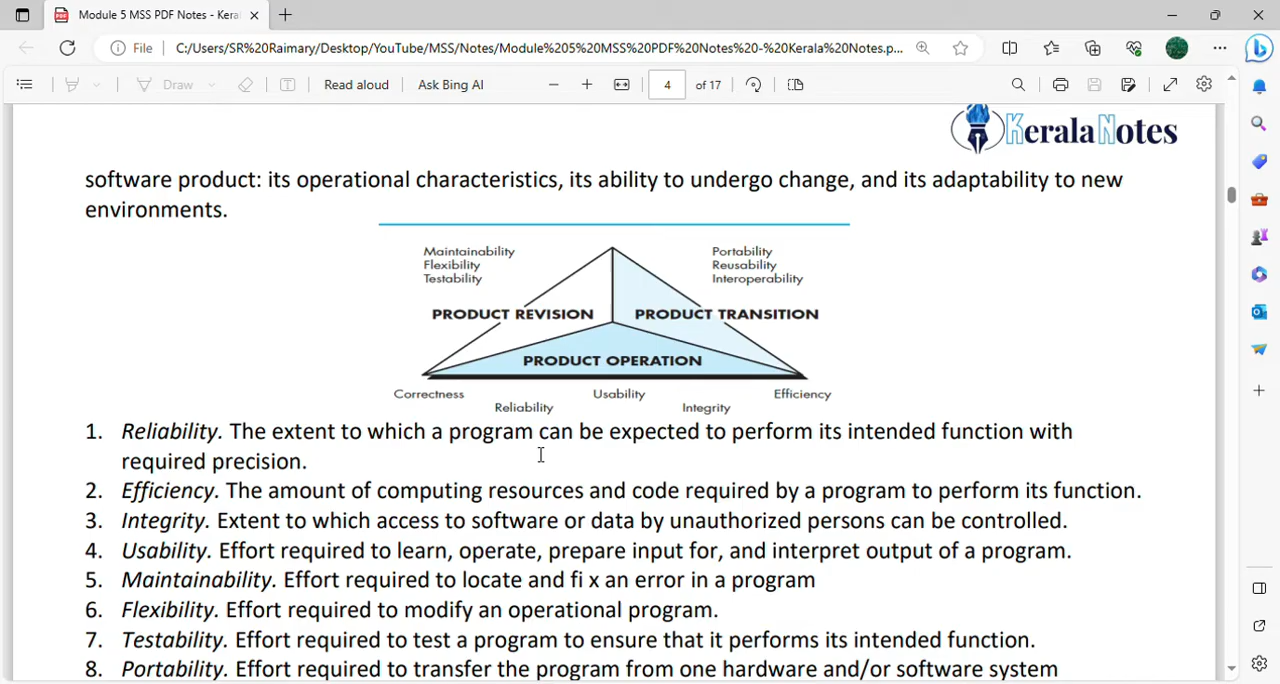 Module 5 MSS PDF Notes - Keral
File
C:/Users/SR%20Raimary/Desktop/YouTube/MSS/Notes/Module%205%20MSS%20PDF%20Notes%20-%20Kerala%20Notes.p...
Draw
Read aloud
Ask Bing AI
4 of 17
KeralaNotes
software product: its operational characteristics, its ability to undergo change, and its adaptability to new
environments.
Maintainability
Flexibility
Testability
Portability
Reusability
Interoperability
PRODUCT REVISION
PRODUCT TRANSITION
PRODUCT OPERATION
Correctness
Usability
Efficiency
Reliability
Integrity
1. Reliability. The extent to which a program can be expected to perform its intended function with
required precision.
2. Efficiency. The amount of computing resources and code required by a program to perform its function.
3. Integrity. Extent to which access to software or data by unauthorized persons can be controlled.
4. Usability. Effort required to learn, operate, prepare input for, and interpret output of a program.
5. Maintainability. Effort required to locate and fi x an error in a program
6. Flexibility. Effort required to modify an operational program.
7. Testability. Effort required to test a program to ensure that it performs its intended function.
8. Portability. Effort required to transfer the program from one hardware and/or software system